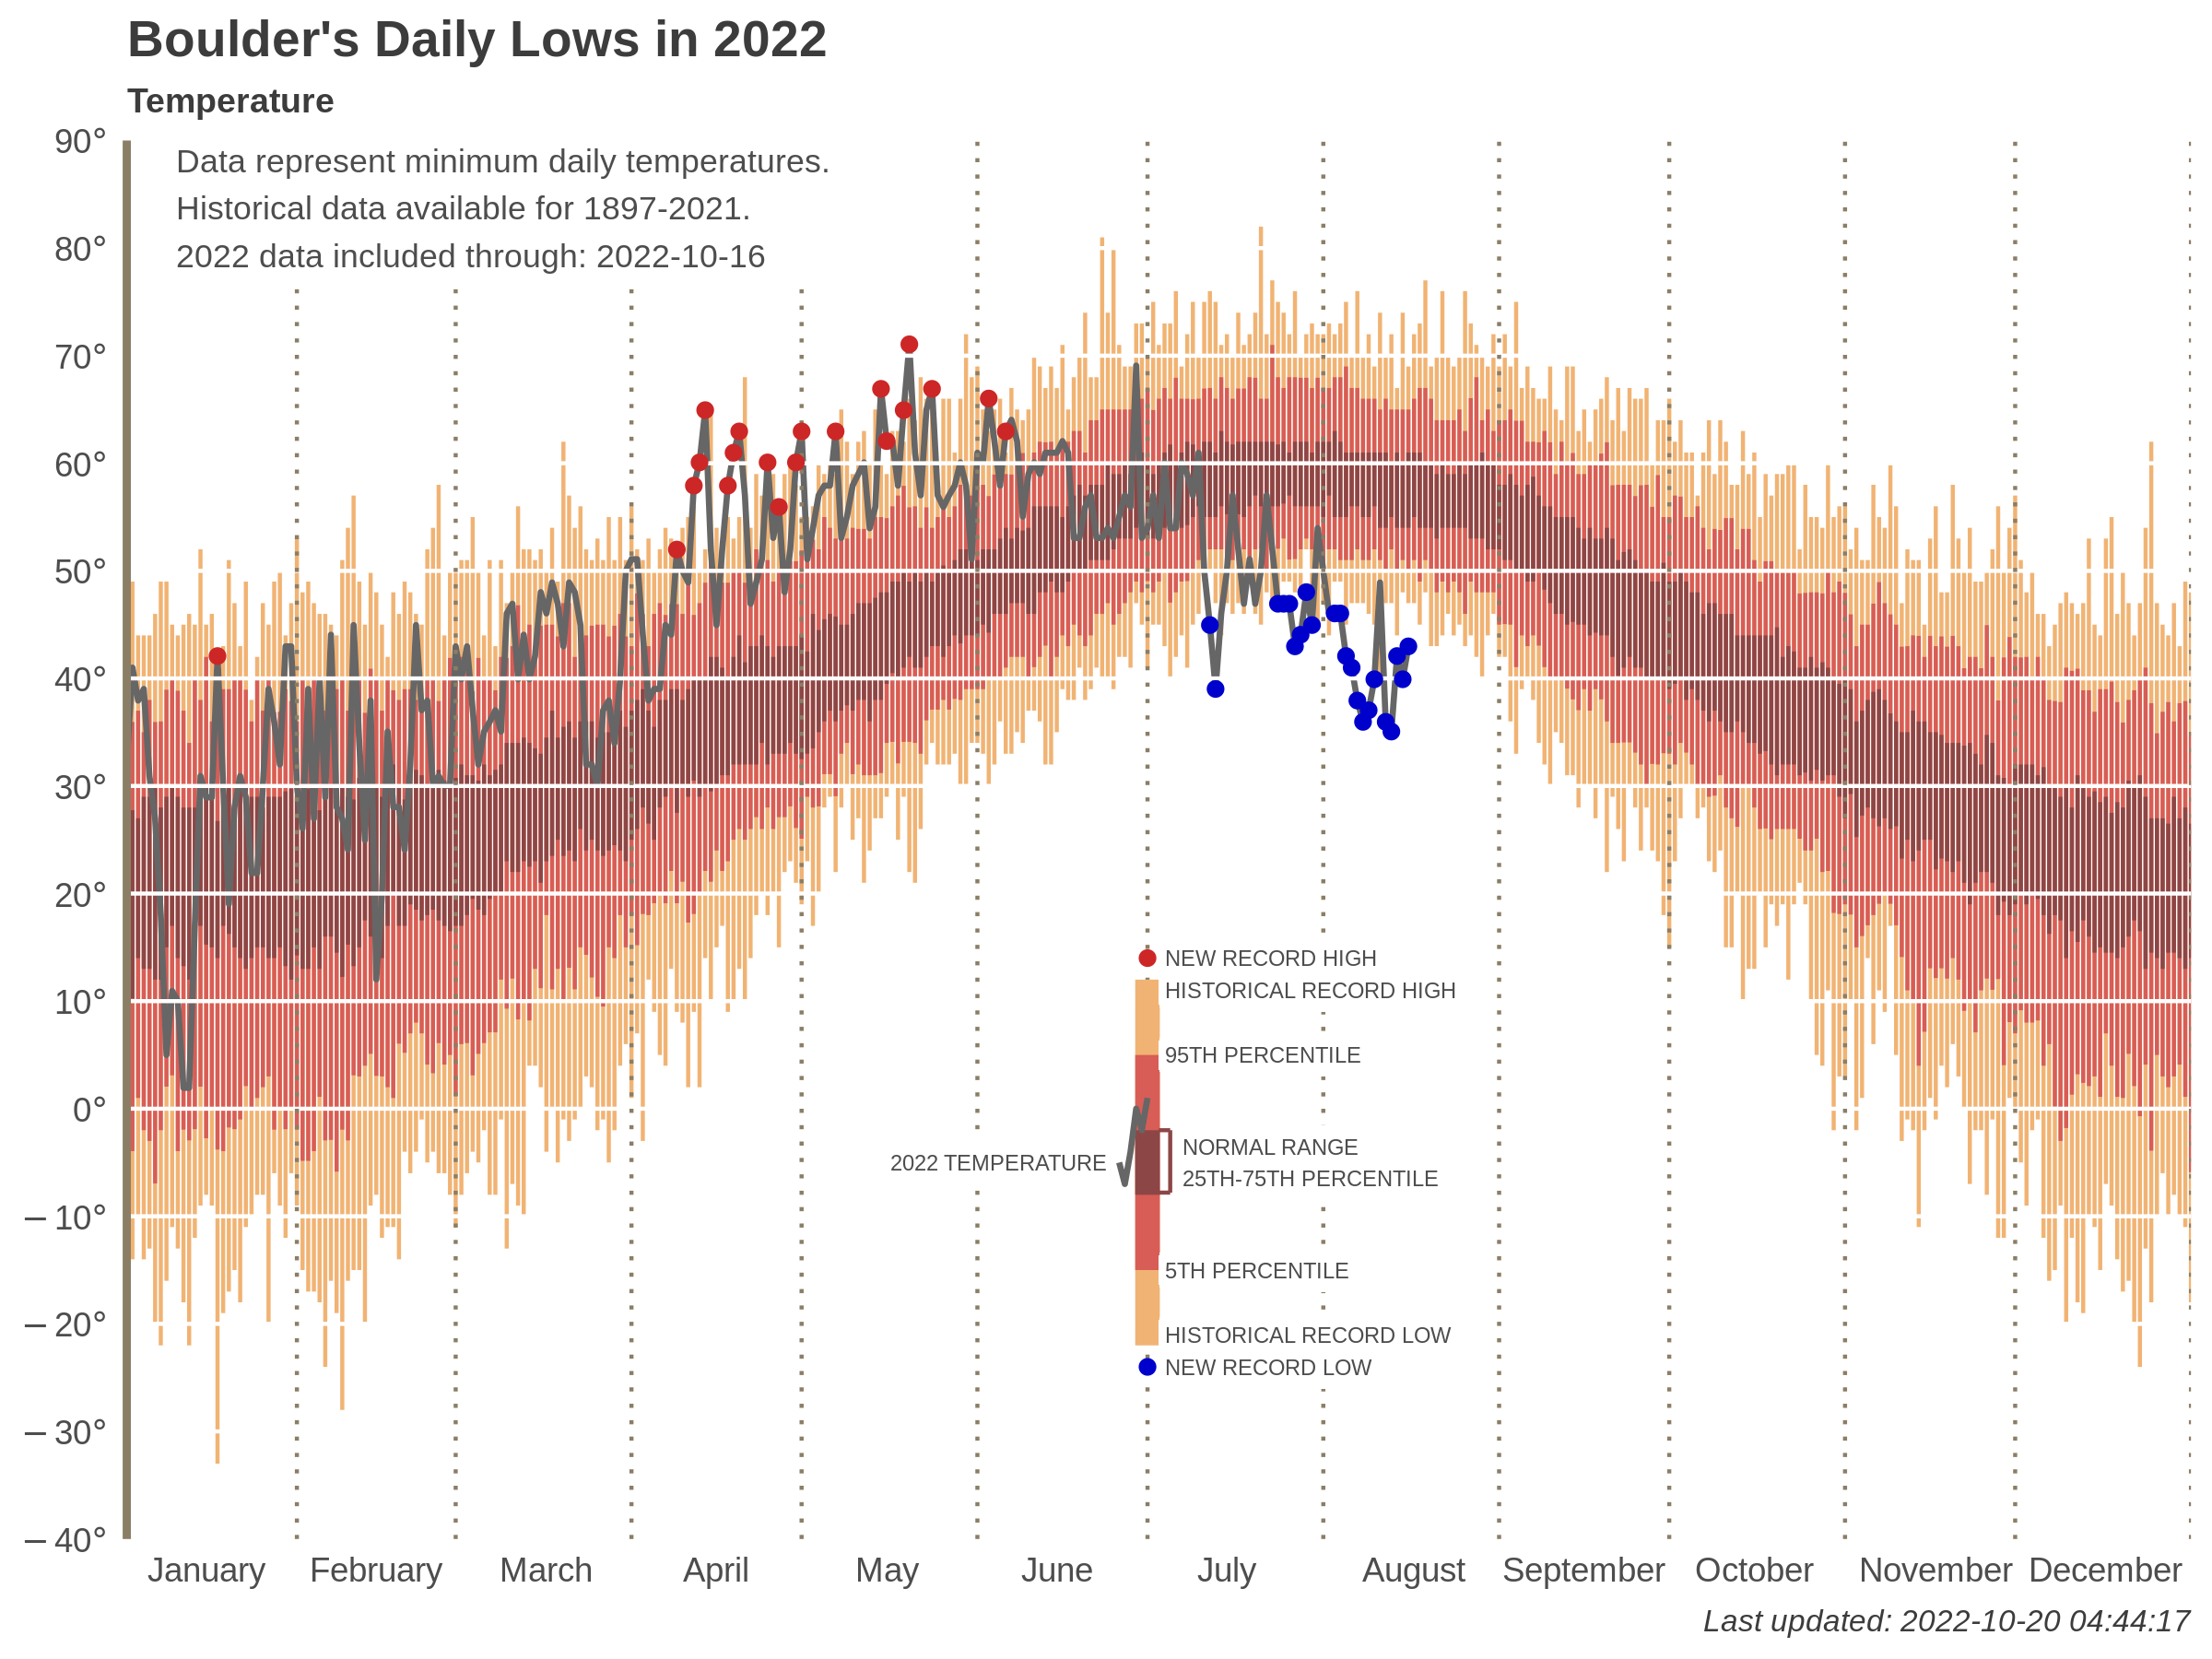 Boulder's Daily Lows in 2022
Temperature
90°
Data represent minimum daily temperatures.
Historical data available for 1897-2021.
80°
2022 data included through: 2022-10-16
70°
60°
50°
40°
30°
20°
NEW RECORD HIGH
HISTORICAL RECORD HIGH
10°
95TH PERCENTILE
0°
NORMAL RANGE
2022 TEMPERATURE
25TH-75TH PERCENTILE
– 10°
5TH PERCENTILE
– 20°
HISTORICAL RECORD LOW
NEW RECORD LOW
– 30°
– 40°
January February March April May June July August September October November December
Last updated: 2022-10-20 04:44:17